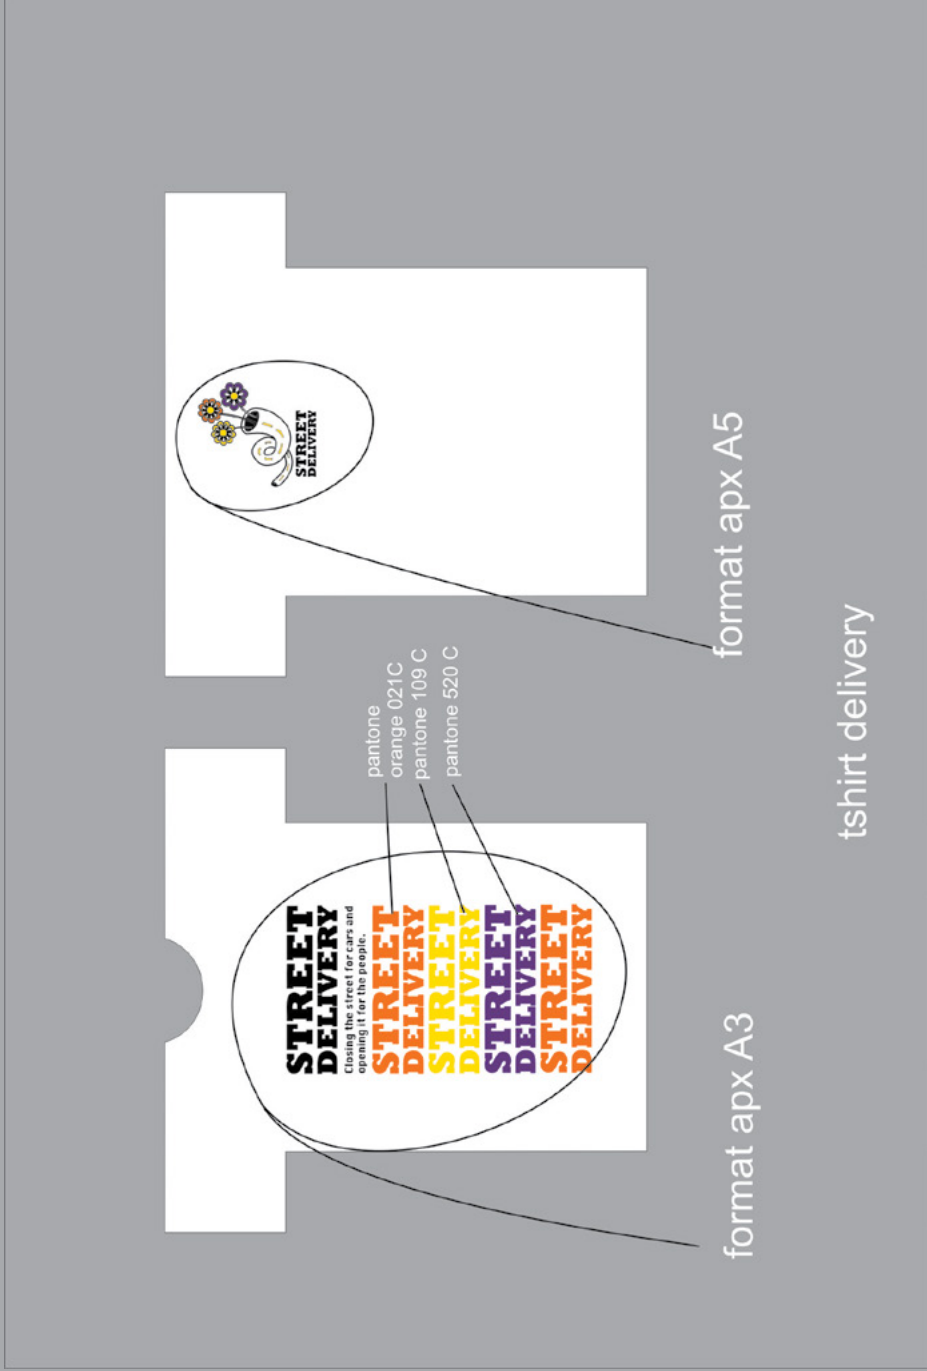 STREET
DELIVERY
Closing the street for cars and
opening it for the people.
STREET
DELIVERY
STREET
DELIVERY
STREET
DELIVERY
STREET
DELIVERY
pantone
orange 021C
pantone 109 C
pantone 520 C
format apx A3
STREET
DELIVERY
format apx A5
tshirt delivery